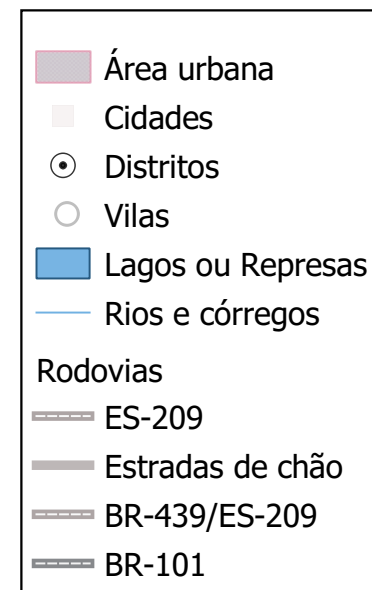 Área urbana
Cidades
Distritos
Vilas
Lagos ou Represas
Rios e córregos
Rodovias
ES-209
Estradas de chão
BR-439/ES-209
BR-101